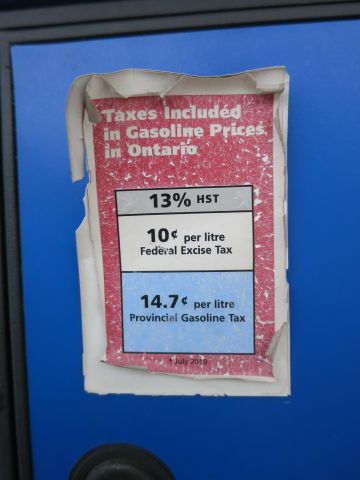 Taxes Included
in Gasoline Prices
in Ontario
13% HST
10¢ per litre
Federal Excise Tax
14.7¢ per litre
Provincial Gasoline Tax
* July 2010